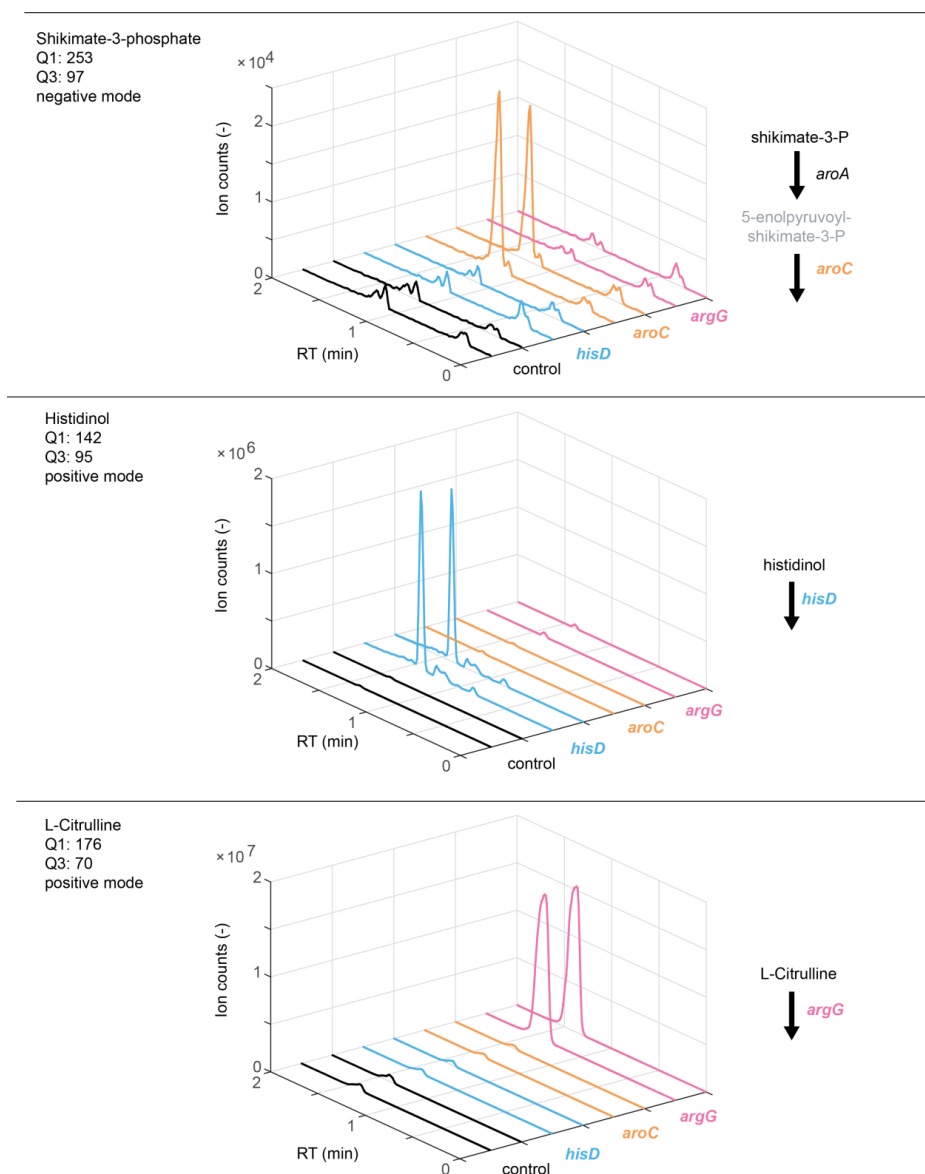 Shikimate-3-phosphate
Q1: 253
Q3: 97
negative mode
× 10^4
2
1
0
Ion counts (-)
2
1
0
RT (min)
control
hisD
aroC
argG
shikimate-3-P
aroA
5-enolpyruvoyl-
shikimate-3-P
aroC
Histidinol
Q1: 142
Q3: 95
positive mode
× 10^6
2
1
0
Ion counts (-)
2
1
0
RT (min)
control
hisD
aroC
argG
histidinol
hisD
L-Citrulline
Q1: 176
Q3: 70
positive mode
× 10^7
2
1
0
Ion counts (-)
2
1
0
RT (min)
control
hisD
aroC
argG
L-Citrulline
argG